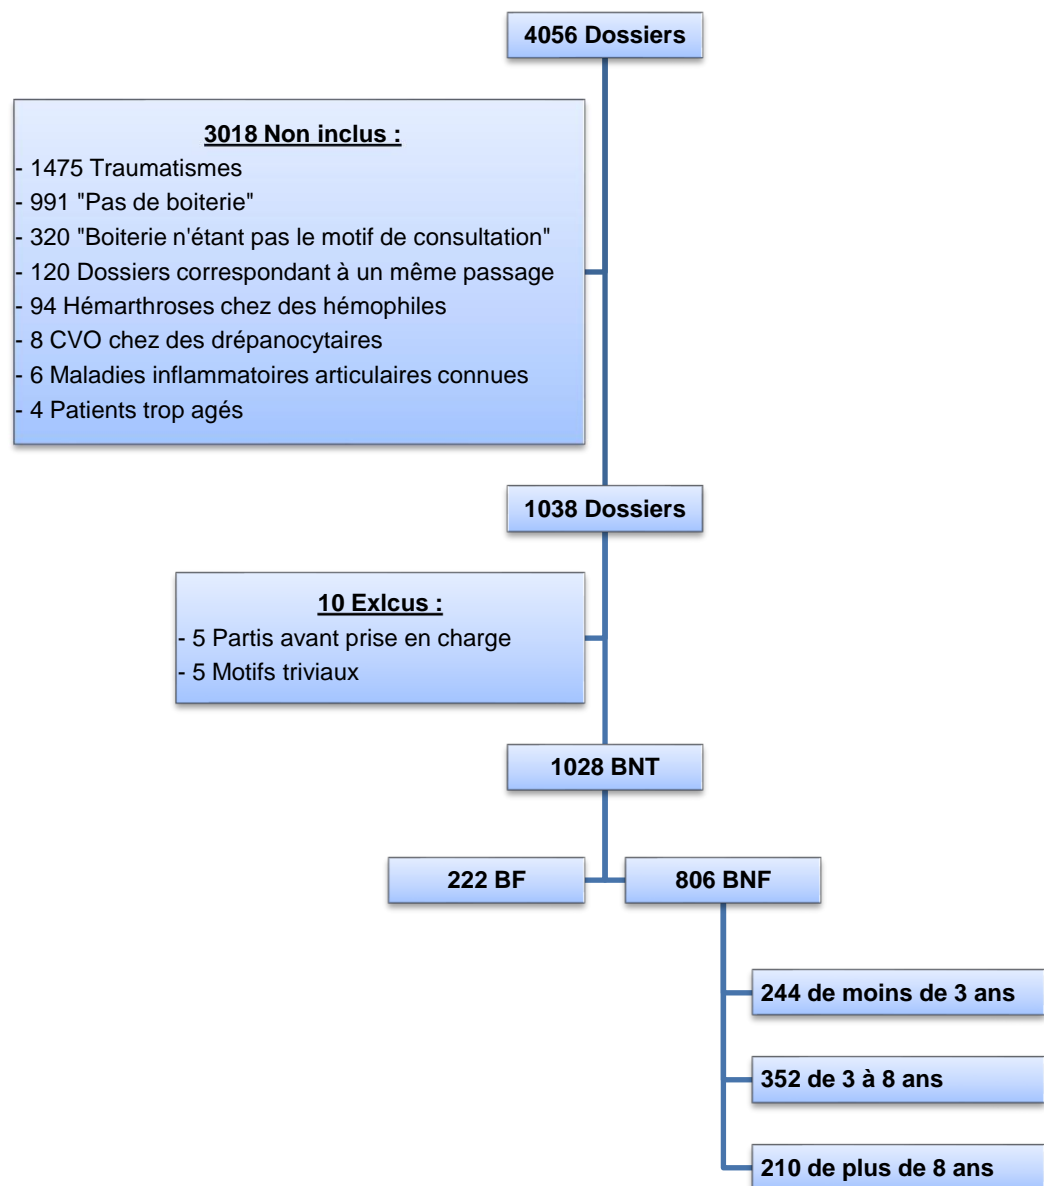 4056 Dossiers
3018 Non inclus :
- 1475 Traumatismes
- 991 "Pas de boiterie"
- 320 "Boiterie n'étant pas le motif de consultation"
- 120 Dossiers correspondant à un même passage
- 94 Hémarthroses chez des hémophiles
- 8 CVO chez des drépanocytaires
- 6 Maladies inflammatoires articulaires connues
- 4 Patients trop agés
1038 Dossiers
10 Exlcus :
- 5 Partis avant prise en charge
- 5 Motifs triviaux
1028 BNT
222 BF
806 BNF
244 de moins de 3 ans
352 de 3 à 8 ans
210 de plus de 8 ans